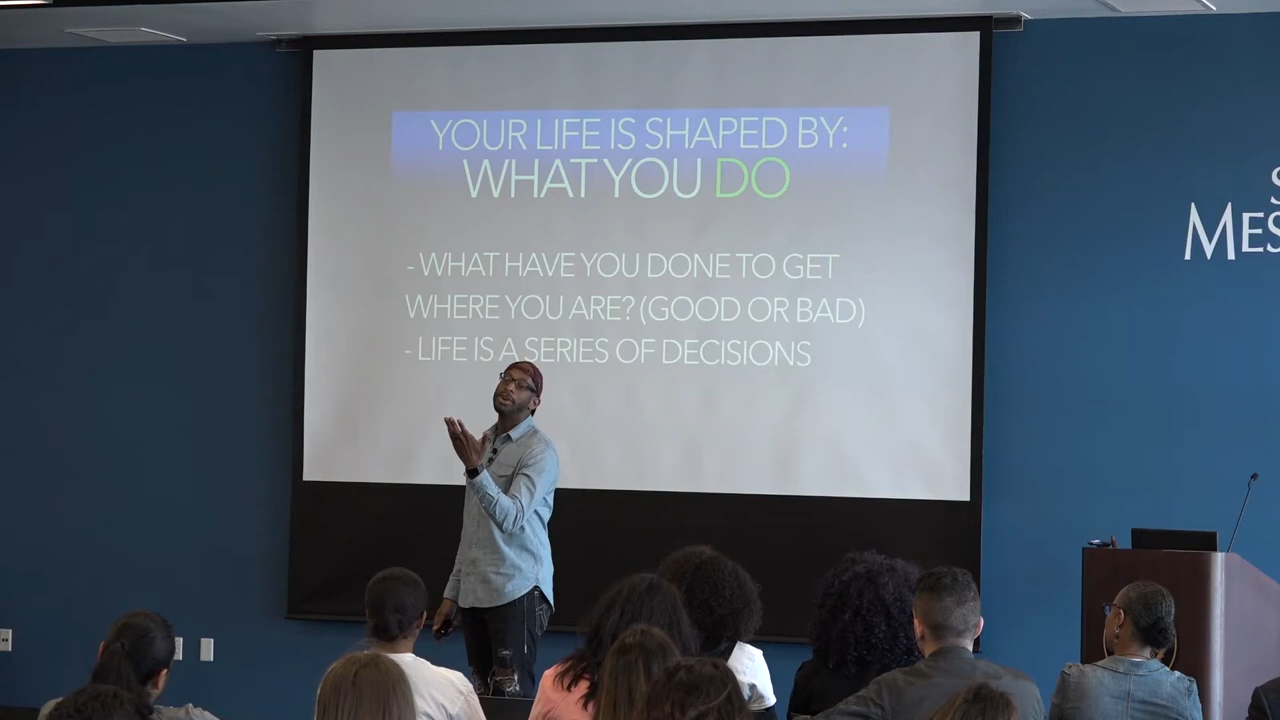 YOUR LIFE IS SHAPED BY:
WHAT YOU DO
- WHAT HAVE YOU DONE TO GET
WHERE YOU ARE? (GOOD OR BAD)
- LIFE IS A SERIES OF DECISIONS
S
MES